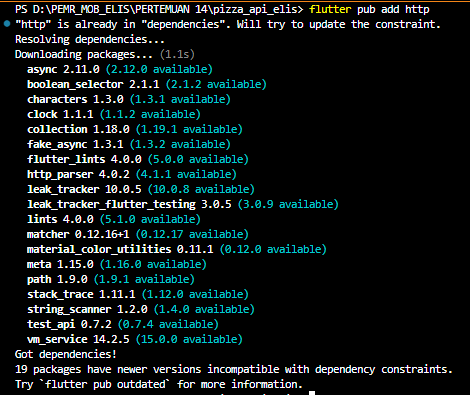 PS D:\PEMR_MOB_ELIS\PERTEMUAN 14\pizza_api_elis> flutter pub add http
"http" is already in "dependencies". Will try to update the constraint.
Resolving dependencies...
Downloading packages... (1.1s)
async 2.11.0 (2.12.0 available)
boolean_selector 2.1.1 (2.1.2 available)
characters 1.3.0 (1.3.1 available)
clock 1.1.1 (1.1.2 available)
collection 1.18.0 (1.19.1 available)
fake_async 1.3.1 (1.3.2 available)
flutter_lints 4.0.0 (5.0.0 available)
http_parser 4.0.2 (4.1.1 available)
leak_tracker 10.0.5 (10.0.8 available)
leak_tracker_flutter_testing 3.0.5 (3.0.9 available)
lints 4.0.0 (5.1.0 available)
matcher 0.12.16+1 (0.12.17 available)
material_color_utilities 0.11.1 (0.12.0 available)
meta 1.15.0 (1.16.0 available)
path 1.9.0 (1.9.1 available)
stack_trace 1.11.1 (1.12.0 available)
string_scanner 1.2.0 (1.4.0 available)
test_api 0.7.2 (0.7.4 available)
vm_service 14.2.5 (15.0.0 available)
Got dependencies!
19 packages have newer versions incompatible with dependency constraints.
Try `flutter pub outdated` for more information.